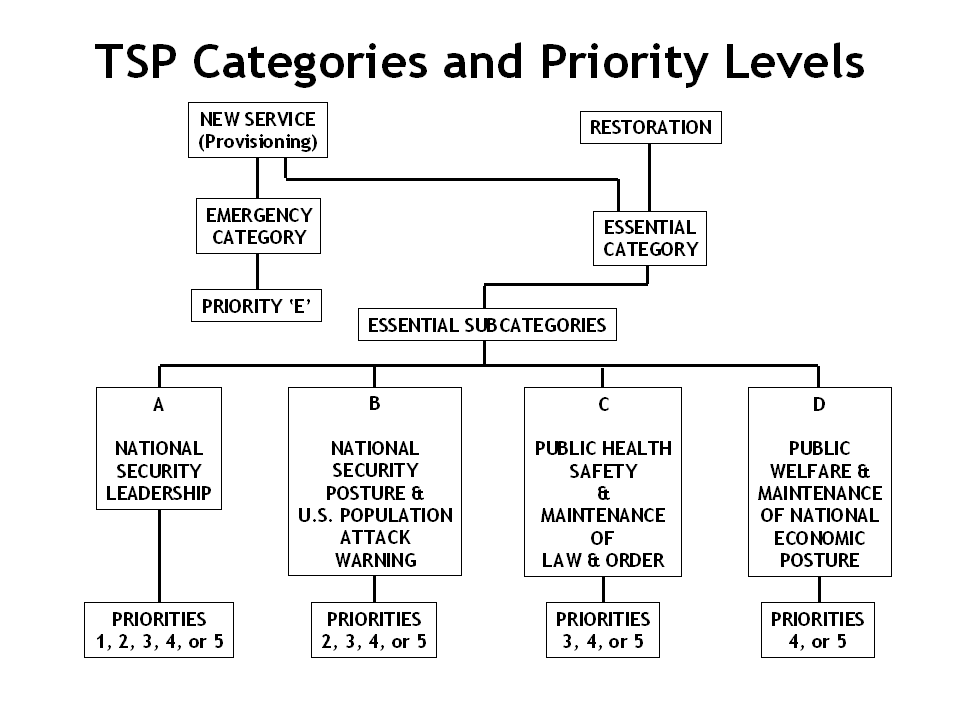 TSP Categories and Priority Levels
NEW SERVICE
(Provisioning)
RESTORATION
EMERGENCY
CATEGORY
ESSENTIAL
CATEGORY
PRIORITY ‘E’
ESSENTIAL SUBCATEGORIES
A
NATIONAL
SECURITY
LEADERSHIP
B
NATIONAL
SECURITY
POSTURE &
U.S. POPULATION
ATTACK
WARNING
C
PUBLIC HEALTH
SAFETY
&
MAINTENANCE
OF
LAW & ORDER
D
PUBLIC
WELFARE &
MAINTENANCE
OF NATIONAL
ECONOMIC
POSTURE
PRIORITIES
1, 2, 3, 4, or 5
PRIORITIES
2, 3, 4, or 5
PRIORITIES
3, 4, or 5
PRIORITIES
4, or 5